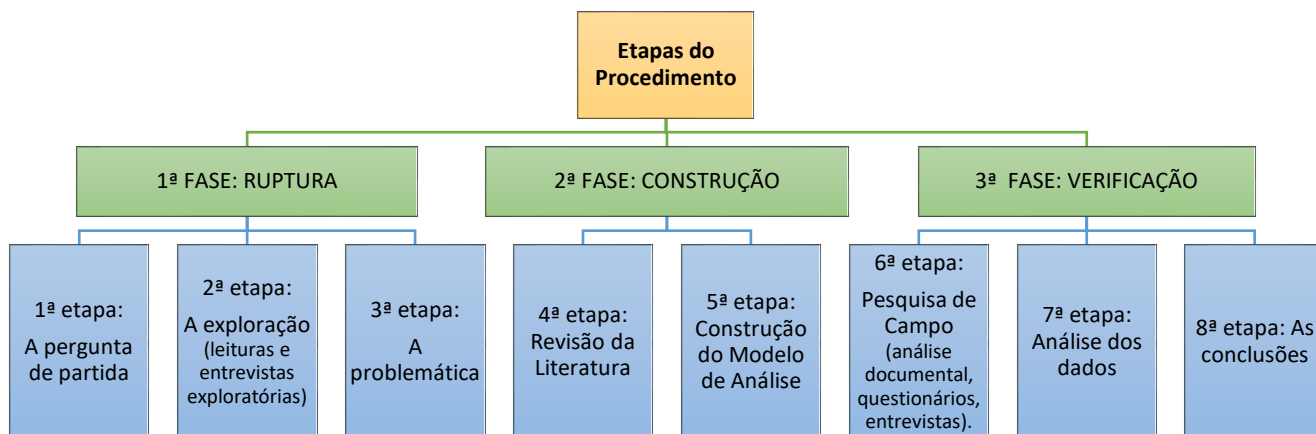 Etapas do
Procedimento
1ª FASE: RUPTURA
2ª FASE: CONSTRUÇÃO
3ª FASE: VERIFICAÇÃO
1ª etapa:
A pergunta
de partida
2ª etapa:
A exploração
(leituras e
entrevistas
exploratórias)
3ª etapa:
A
problemática
4ª etapa:
Revisão da
Literatura
5ª etapa:
Construção
do Modelo
de Análise
6ª etapa:
Pesquisa de
Campo
(análise
documental,
questionários,
entrevistas).
7ª etapa:
Análise dos
dados
8ª etapa: As
conclusões